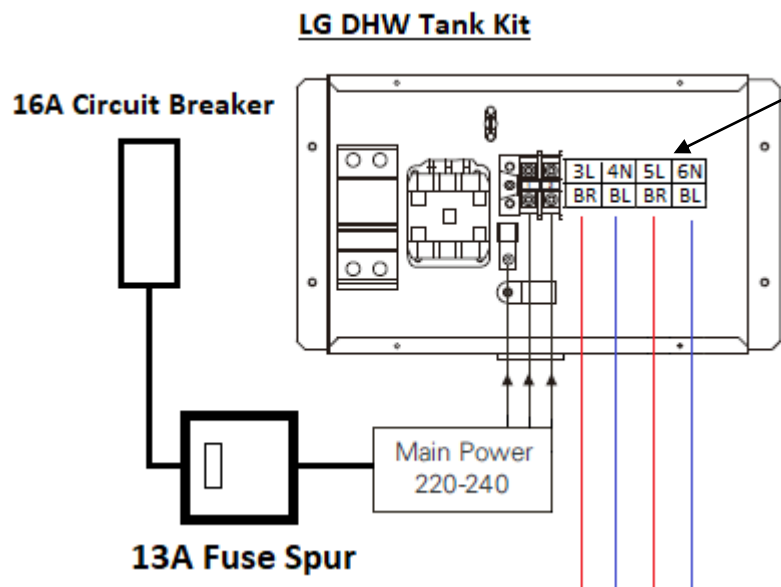 LG DHW Tank Kit
16A Circuit Breaker
3L 4N 5L 6N
BR BL BR BL
Main Power
220-240
13A Fuse Spur